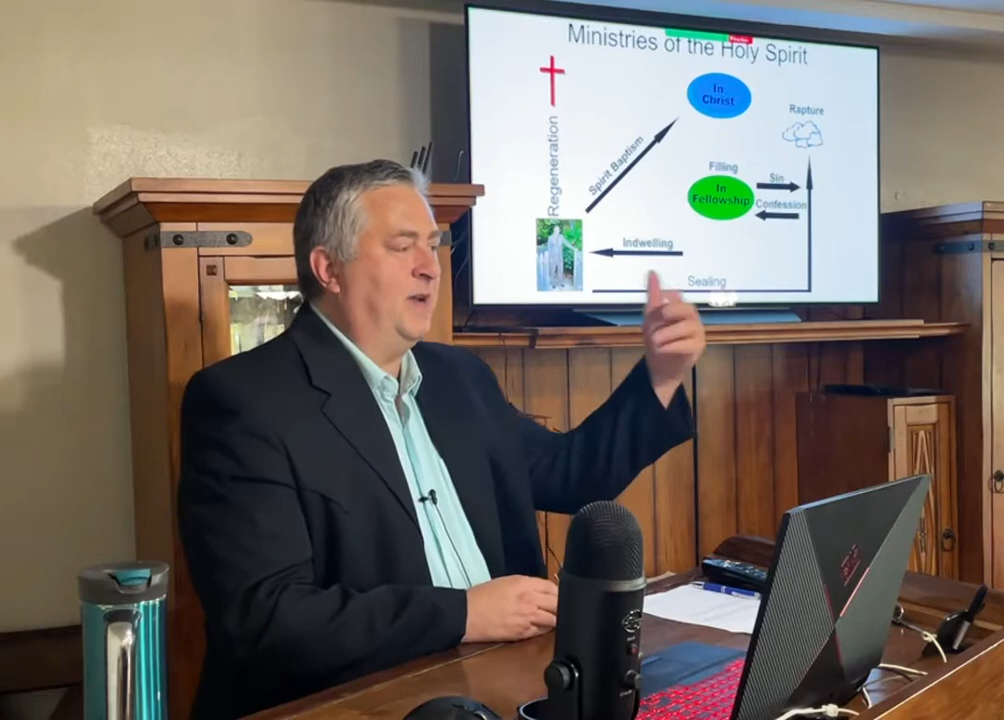 Ministries of the Holy Spirit
In
Christ
Rapture
Regeneration
Spirit Baptism
Filling
In
Fellowship
Sin
Confession
Indwelling
Sealing